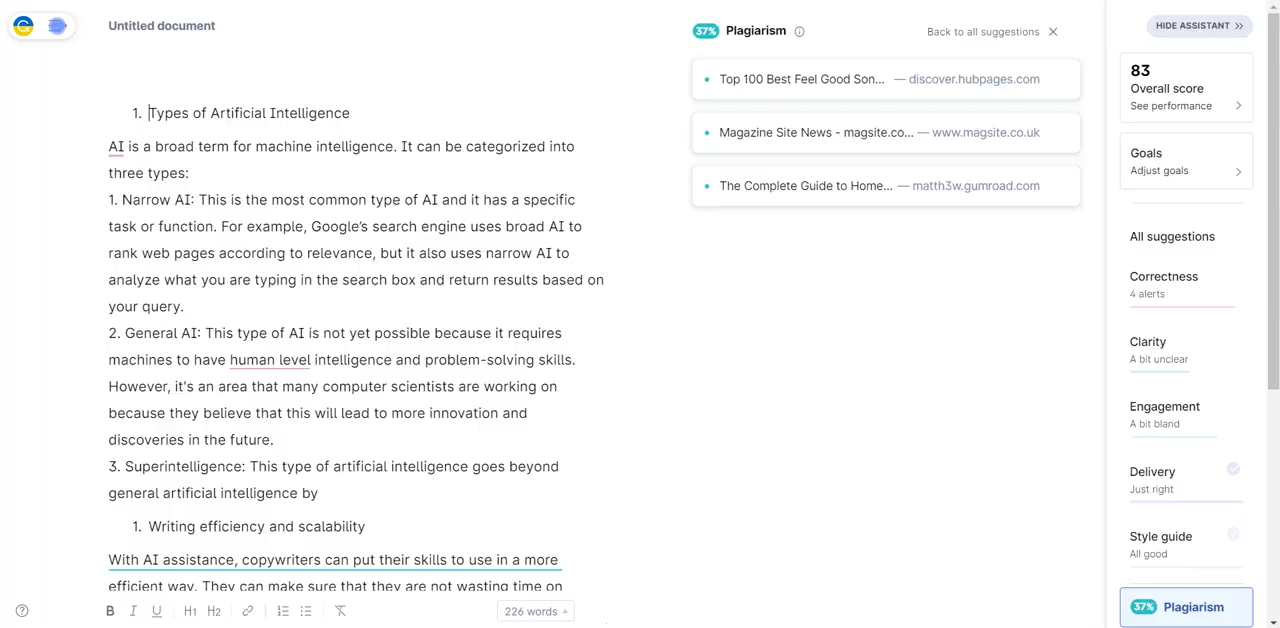 Untitled document
1. Types of Artificial Intelligence
AI is a broad term for machine intelligence. It can be categorized into
three types:
1. Narrow AI: This is the most common type of AI and it has a specific
task or function. For example, Google's search engine uses broad AI to
rank web pages according to relevance, but it also uses narrow AI to
analyze what you are typing in the search box and return results based on
your query.
2. General AI: This type of AI is not yet possible because it requires
machines to have human level intelligence and problem-solving skills.
However, it's an area that many computer scientists are working on
because they believe that this will lead to more innovation and
discoveries in the future.
3. Superintelligence: This type of artificial intelligence goes beyond
general artificial intelligence by
1. Writing efficiency and scalability
With AI assistance, copywriters can put their skills to use in a more
efficient way. They can make sure that they are not wasting time on
B I U H1 H2
226 words
37% Plagiarism
Back to all suggestions
Top 100 Best Feel Good Son... — discover.hubpages.com
Magazine Site News - magsite.co... — www.magsite.co.uk
The Complete Guide to Home... — matth3w.gumroad.com
HIDE ASSISTANT
83
Overall score
See performance
Goals
Adjust goals
All suggestions
Correctness
4 alerts
Clarity
A bit unclear
Engagement
A bit bland
Delivery
Just right
Style guide
All good
37% Plagiarism